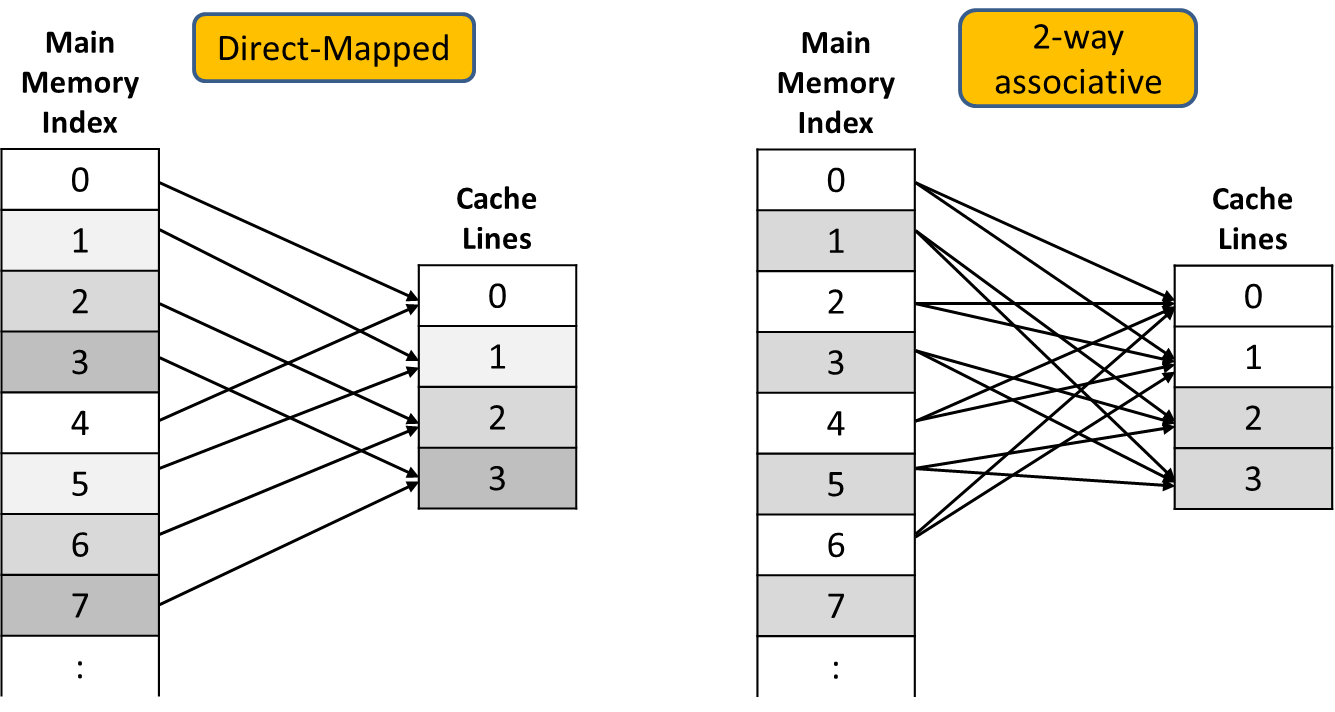 Direct-Mapped
Main
Memory
Index
0
1
2
3
4
5
6
7
:
Cache
Lines
0
1
2
3
2-way
associative
Main
Memory
Index
0
1
2
3
4
5
6
7
:
Cache
Lines
0
1
2
3